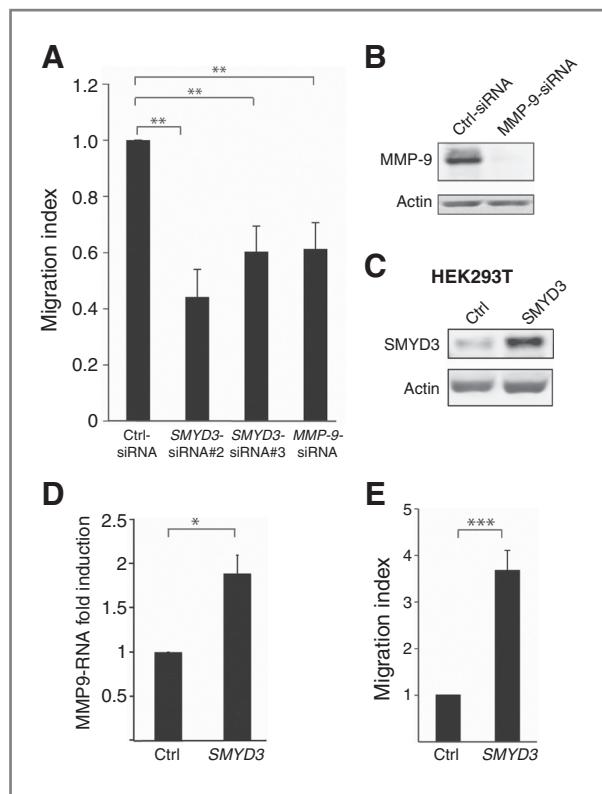 A
Migration index
1.2
1.0
0.8
0.6
0.4
0.2
0
**
**
**
Ctrl-
siRNA
SMYD3-
siRNA#2
SMYD3-
siRNA#3
MMP-9-
siRNA
B
Ctrl-siRNA
MMP-9-siRNA
MMP-9
Actin
C
HEK293T
Ctrl
SMYD3
SMYD3
Actin
D
MMP9-RNA fold induction
2.5
2
1.5
1
0.5
*
Ctrl
SMYD3
E
Migration index
5
4
3
2
1
***
Ctrl
SMYD3